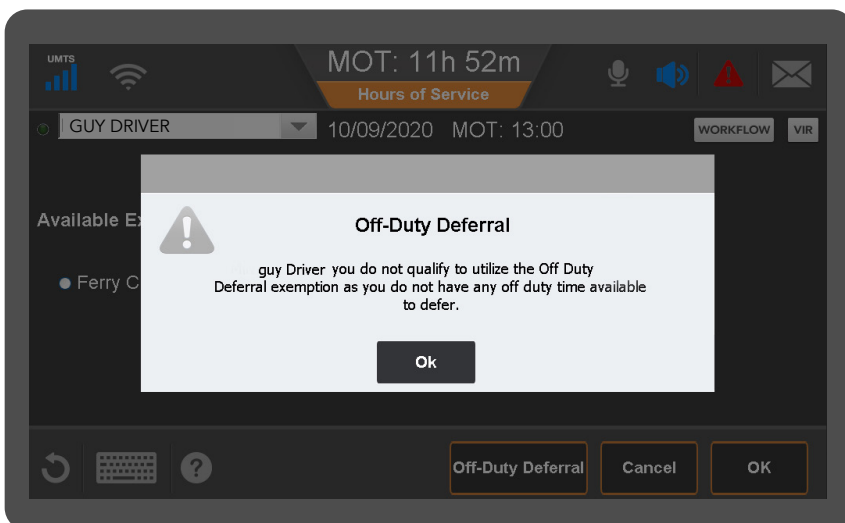 UMTS
MOT: 11h 52m
Hours of Service
GUY DRIVER
10/09/2020 MOT: 13:00
WORKFLOW
VIR
Available Ex
Off-Duty Deferral
guy Driver you do not qualify to utilize the Off Duty
Deferral exemption as you do not have any off duty time available
to defer.
Ferry C
Ok
?
Off-Duty Deferral
Cancel
OK